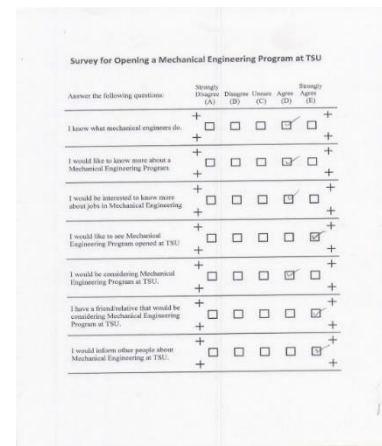 Survey for Opening a Mechanical Engineering Program at TSU
Answer the following questions:
Strongly Disagree (A)
Disagree (B)
Unsure (C)
Agree (D)
Strongly Agree (E)
I know what mechanical engineers do.
I would like to know more about a
Mechanical Engineering Program
I would be interested to know more
about jobs in Mechanical Engineering
I would like to see Mechanical
Engineering Program opened at TSU
I would be considering Mechanical
Engineering Program at TSU.
I have a friend/relative that would be
considering Mechanical Engineering
Program at TSU.
I would inform other people about
Mechanical Engineering at TSU.